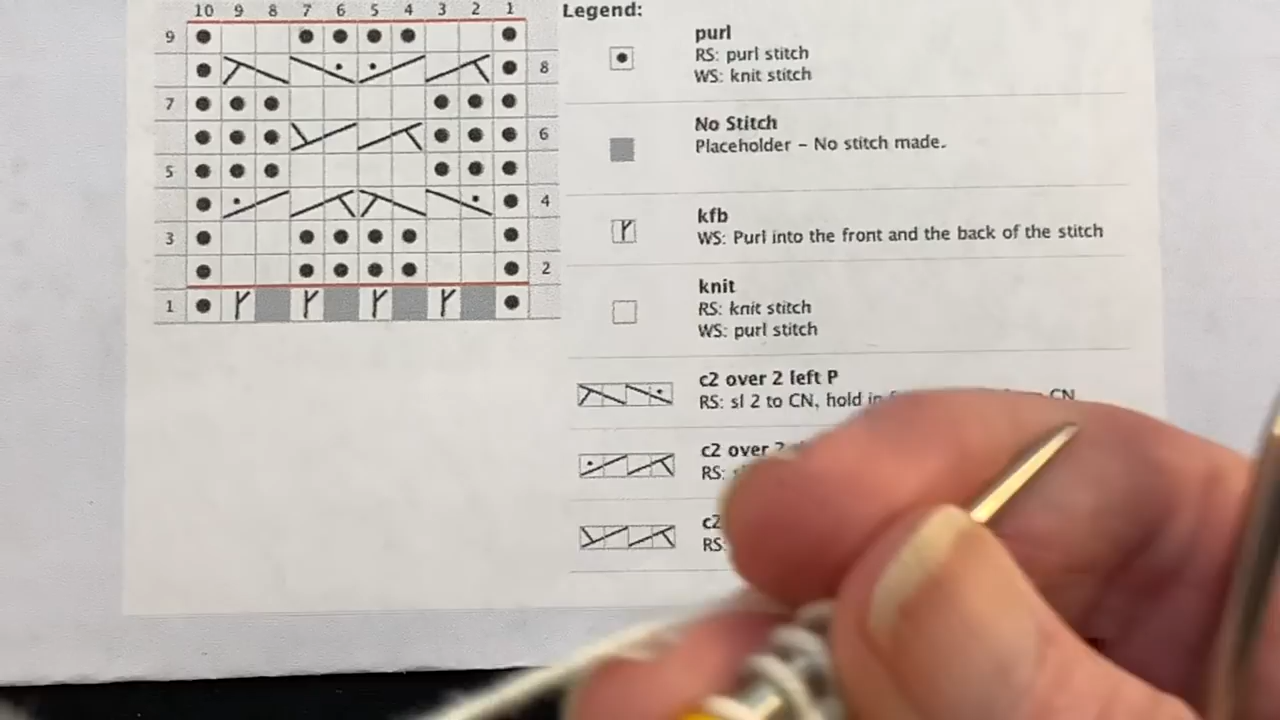 10 9 8 7 6 5 4 3 2 1
9
8
7
6
5
4
3
2
1
Legend:
purl
RS: purl stitch
WS: knit stitch
No Stitch
Placeholder – No stitch made.
kfb
WS: Purl into the front and the back of the stitch
knit
RS: knit stitch
WS: purl stitch
c2 over 2 left P
RS: sl 2 to CN, hold in CN
c2 over 2
RS:
c2
RS: